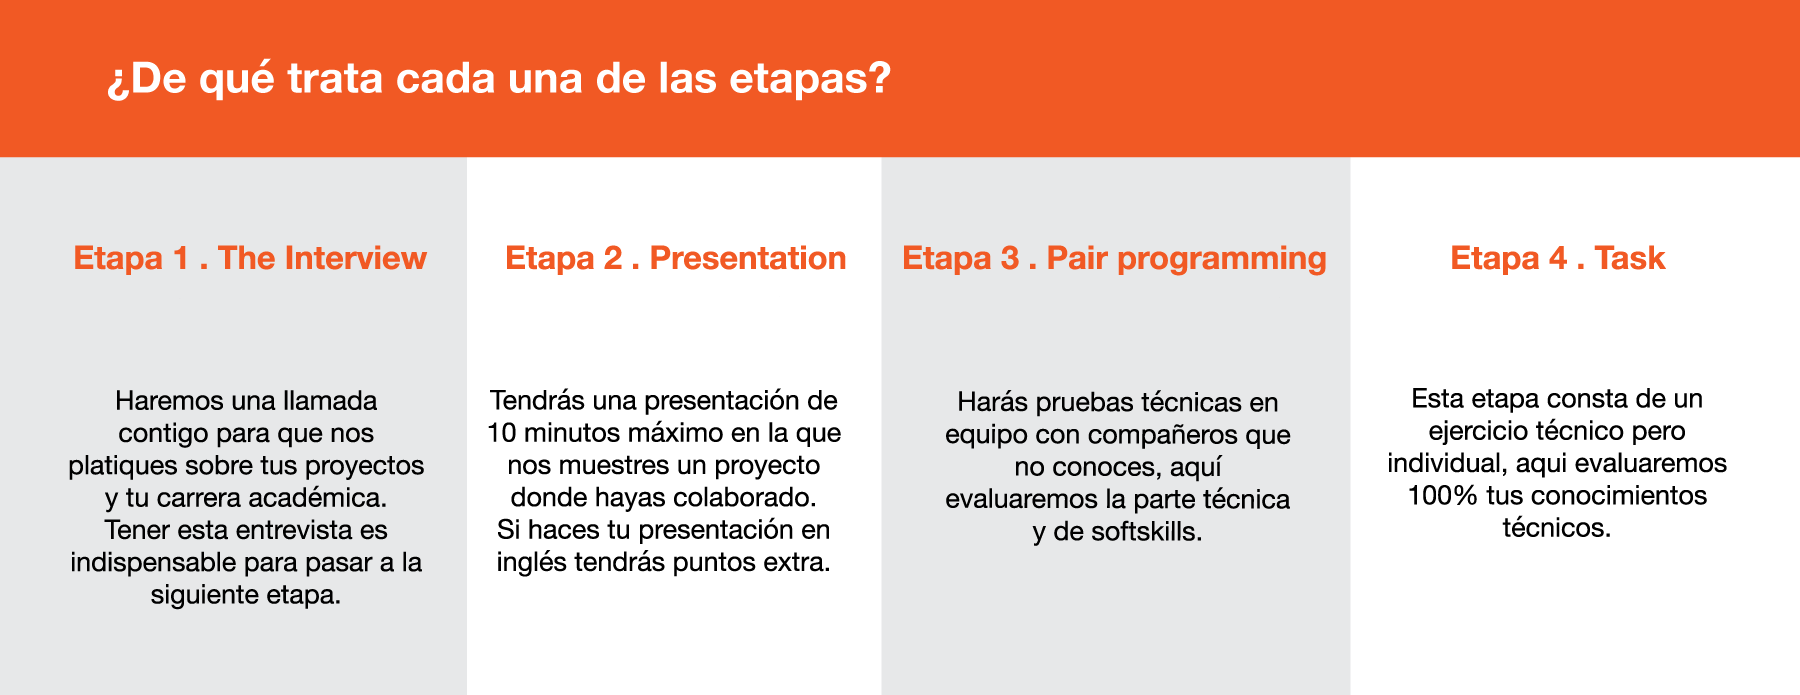 ¿De qué trata cada una de las etapas?
Etapa 1 . The Interview
Haremos una llamada
contigo para que nos
platiques sobre tus proyectos
y tu carrera académica.
Tener esta entrevista es
indispensable para pasar a la
siguiente etapa.
Etapa 2 . Presentation
Tendrás una presentación de
10 minutos máximo en la que
nos muestres un proyecto
donde hayas colaborado.
Si haces tu presentación en
inglés tendrás puntos extra.
Etapa 3 . Pair programming
Harás pruebas técnicas en
equipo con compañeros que
no conoces, aquí
evaluaremos la parte técnica
y de softskills.
Etapa 4 . Task
Esta etapa consta de un
ejercicio técnico pero
individual, aqui evaluaremos
100% tus conocimientos
técnicos.